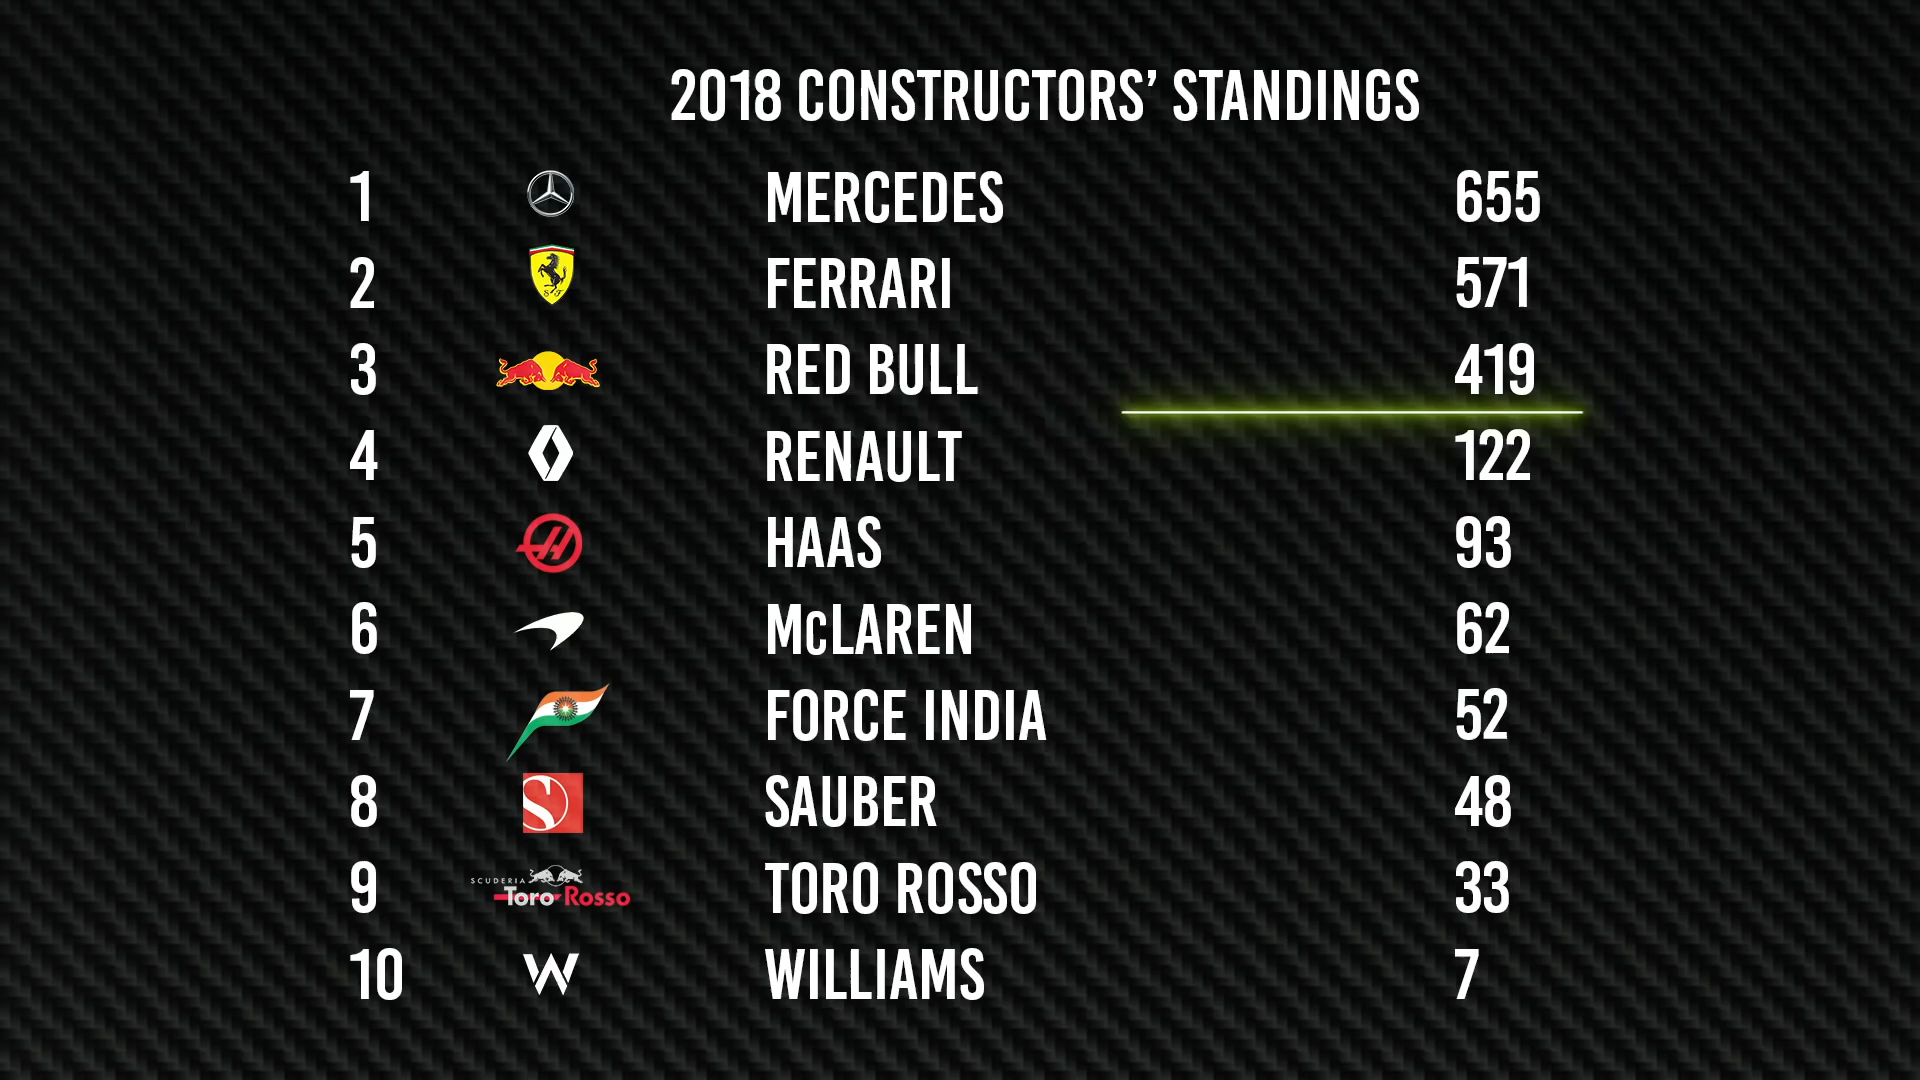 2018 CONSTRUCTORS’ STANDINGS
1 MERCEDES 655
2 FERRARI 571
SF
3 RED BULL 419
4 RENAULT 122
5 HAAS 93
6 McLAREN 62
7 FORCE INDIA 52
8 S SAUBER 48
9 SCUDERIA Toro Rosso TORO ROSSO 33
10 W WILLIAMS 7